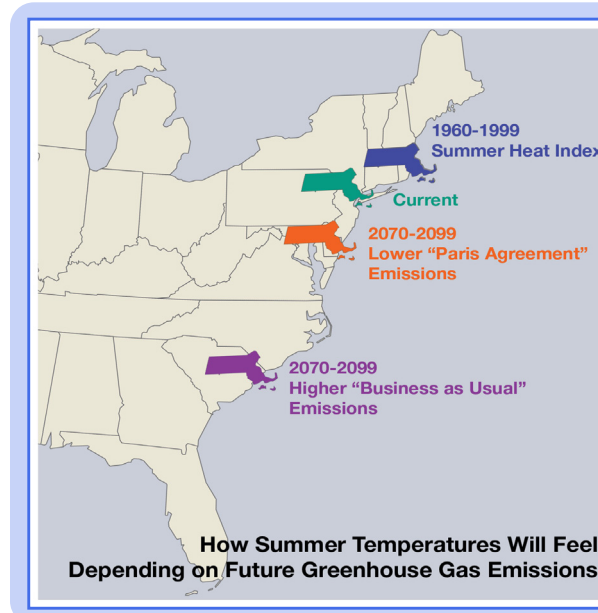 1960-1999
Summer Heat Index
Current
2070-2099
Lower “Paris Agreement”
Emissions
2070-2099
Higher “Business as Usual”
Emissions
How Summer Temperatures Will Feel
Depending on Future Greenhouse Gas Emissions